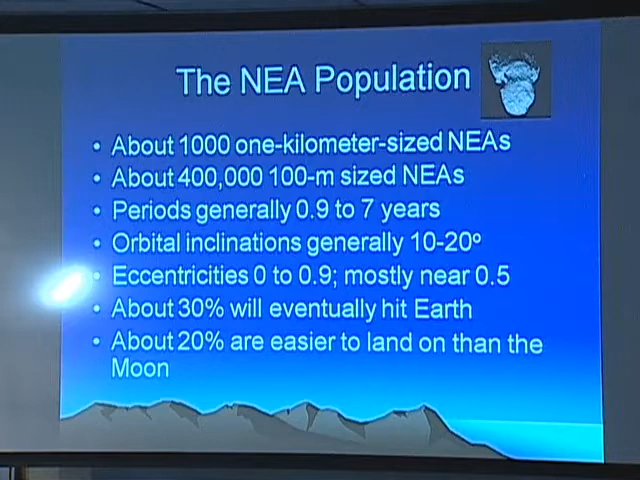 The NEA Population
• About 1000 one-kilometer-sized NEAs
• About 400,000 100-m sized NEAs
• Periods generally 0.9 to 7 years
• Orbital inclinations generally 10-20º
• Eccentricities 0 to 0.9; mostly near 0.5
• About 30% will eventually hit Earth
• About 20% are easier to land on than the
Moon